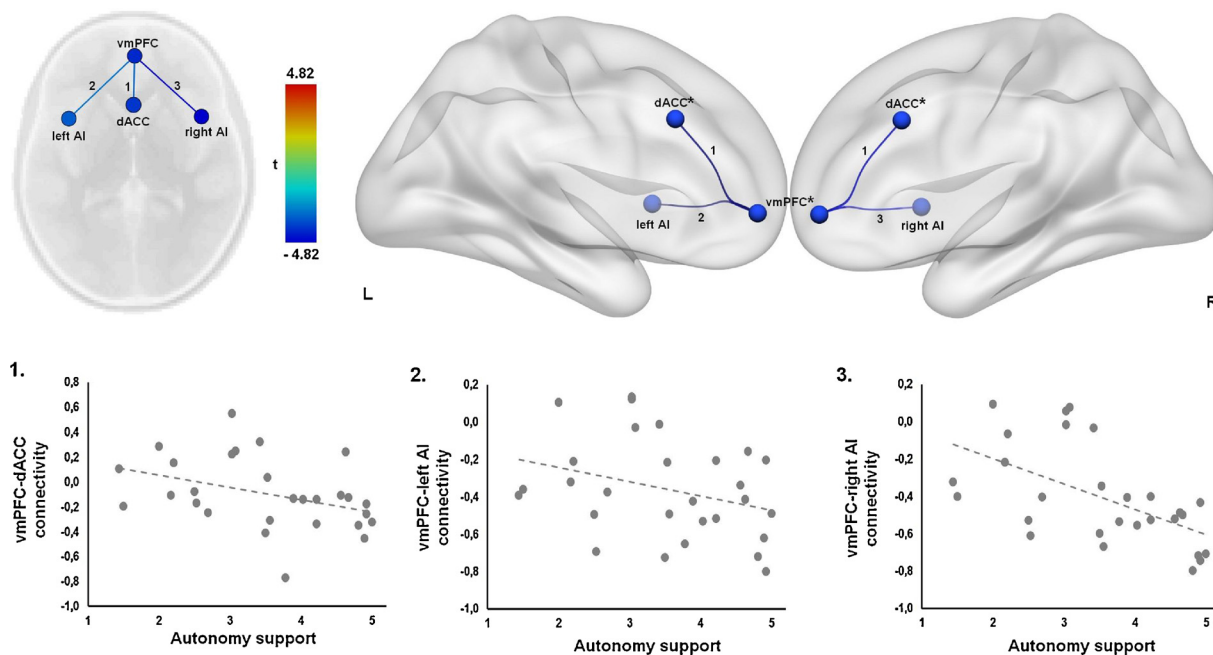 vmPFC
2
1
3
left AI
dACC
right AI
4.82
t
- 4.82
dACC*
1
left AI
2
vmPFC*
dACC*
1
3
right AI
L
R
1.
vmPFC-dACC
connectivity
0,8
0,6
0,4
0,2
0,0
-0,2
-0,4
-0,6
-0,8
-1,0
1 2 3 4 5
Autonomy support
2.
vmPFC-left AI
connectivity
0,2
0,0
-0,2
-0,4
-0,6
-0,8
-1,0
1 2 3 4 5
Autonomy support
3.
vmPFC-right AI
connectivity
0,2
0,0
-0,2
-0,4
-0,6
-0,8
-1,0
1 2 3 4 5
Autonomy support